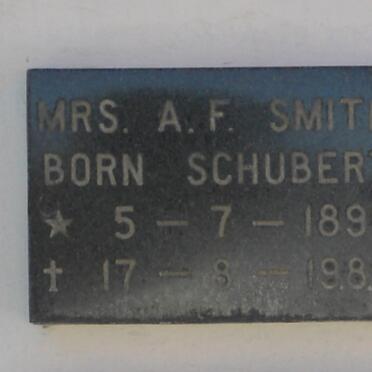 MRS. A. F. SMIT
BORN SCHUBER
★ 5 — 7 — 189
✝ 17 — 8 — 198